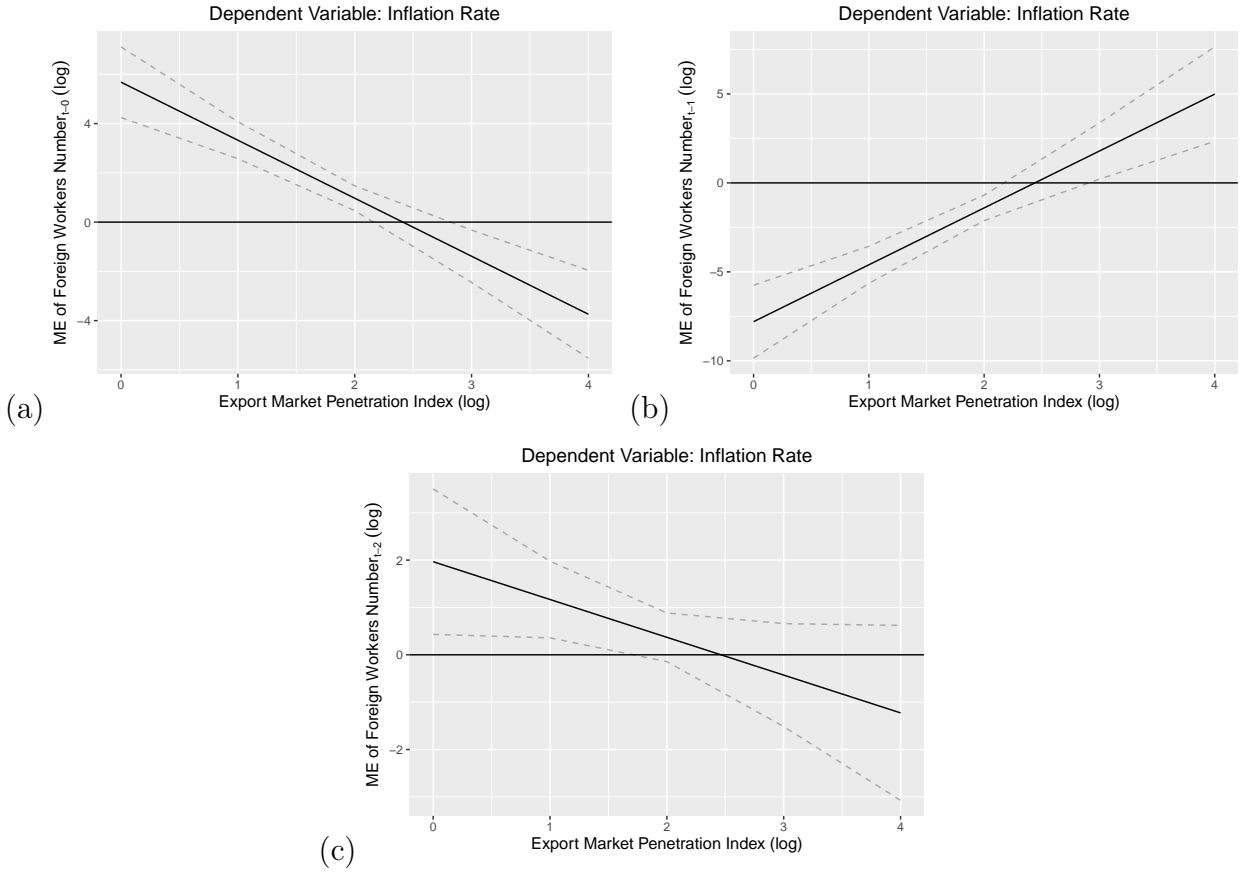 Dependent Variable: Inflation Rate
ME of Foreign Workers Number_{t−0} (log)
4
0
−4
0 1 2 3 4
Export Market Penetration Index (log)
(a)
Dependent Variable: Inflation Rate
ME of Foreign Workers Number_{t−1} (log)
5
0
−5
−10
0 1 2 3 4
Export Market Penetration Index (log)
(b)
Dependent Variable: Inflation Rate
ME of Foreign Workers Number_{t−2} (log)
2
0
−2
0 1 2 3 4
Export Market Penetration Index (log)
(c)